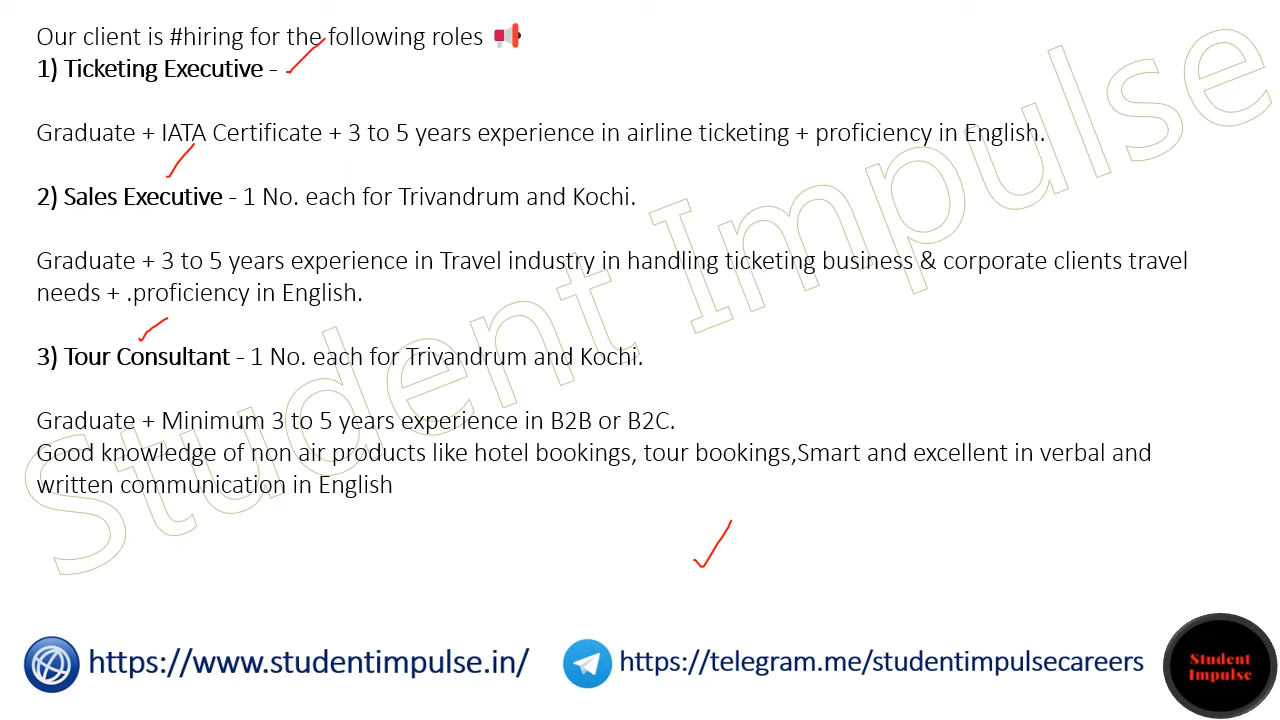 Our client is #hiring for the following roles
1) Ticketing Executive -
Graduate + IATA Certificate + 3 to 5 years experience in airline ticketing + proficiency in English.
2) Sales Executive - 1 No. each for Trivandrum and Kochi.
Graduate + 3 to 5 years experience in Travel industry in handling ticketing business & corporate clients travel
needs + .proficiency in English.
3) Tour Consultant - 1 No. each for Trivandrum and Kochi.
Graduate + Minimum 3 to 5 years experience in B2B or B2C.
Good knowledge of non air products like hotel bookings, tour bookings,Smart and excellent in verbal and
written communication in English
Student Impulse
https://www.studentimpulse.in/
https://telegram.me/studentimpulsecareers
Student
Impulse